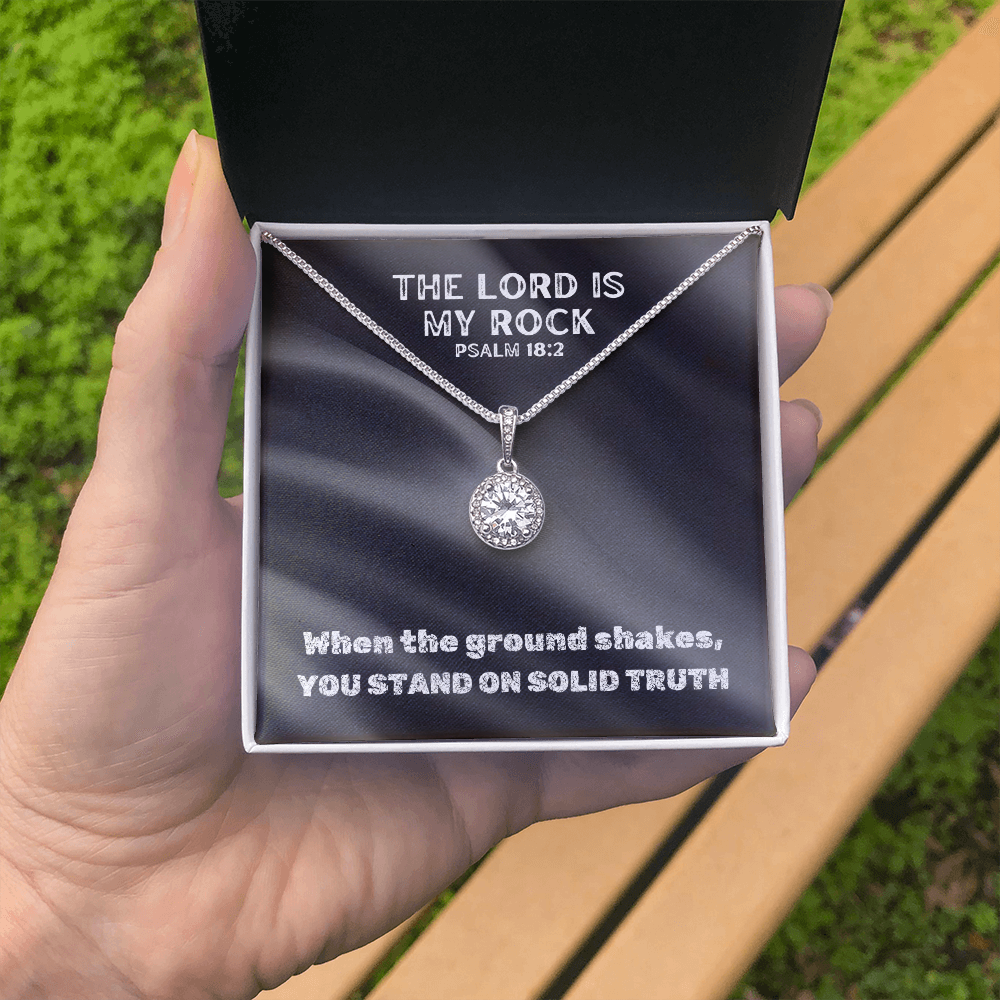 THE LORD IS
MY ROCK
PSALM 18:2
When the ground shakes,
YOU STAND ON SOLID TRUTH